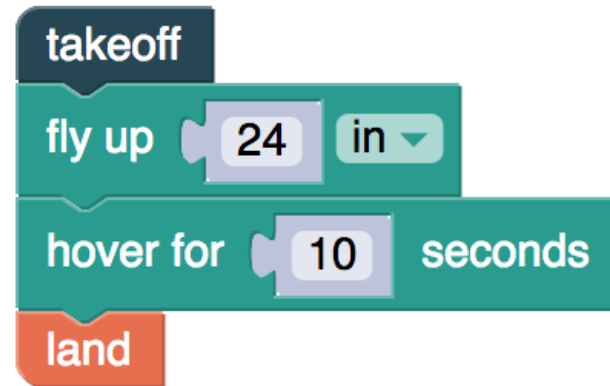 takeoff
fly up 24 in
hover for 10 seconds
land